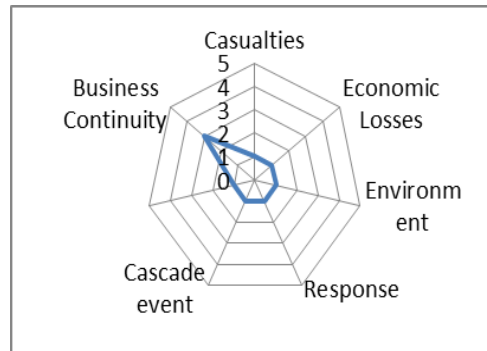 Casualties
5
4
3
2
1
0
Business
Continuity
Economic
Losses
Environm
ent
Cascade
event
Response